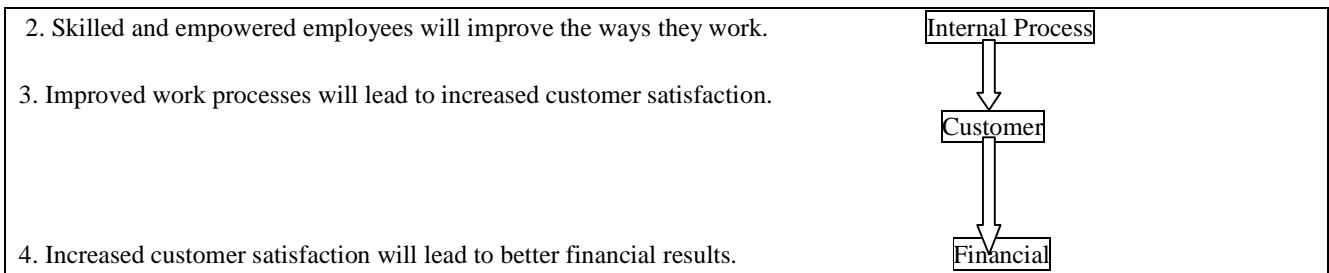 2. Skilled and empowered employees will improve the ways they work. Internal Process
3. Improved work processes will lead to increased customer satisfaction.
Customer
4. Increased customer satisfaction will lead to better financial results. Financial